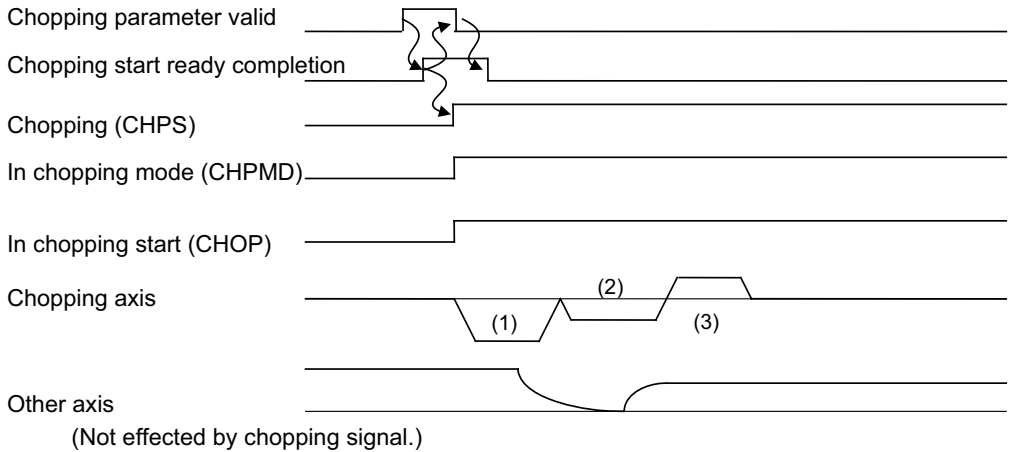 Chopping parameter valid
Chopping start ready completion
Chopping (CHPS)
In chopping mode (CHPMD)
In chopping start (CHOP)
Chopping axis
(1)
(2)
(3)
Other axis
(Not effected by chopping signal.)